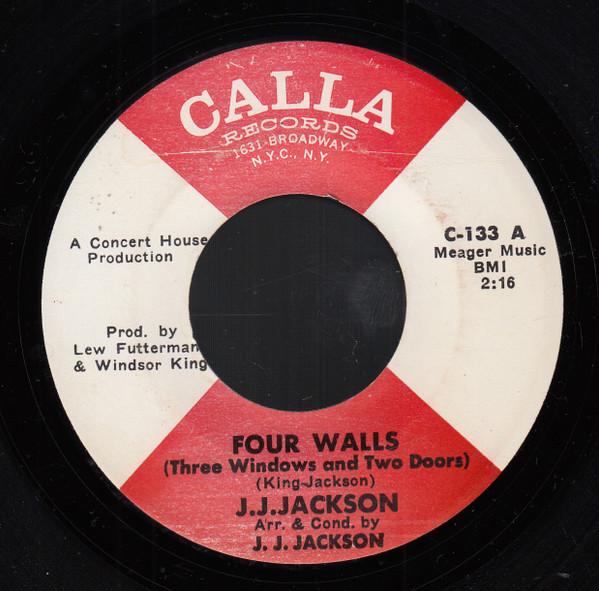 CALLA
RECORDS
1631 BROADWAY
N.Y.C., N.Y.
A Concert House
Production
C-133 A
Meager Music
BMI
2:16
Prod. by
Lew Futterman
& Windsor King
FOUR WALLS
(Three Windows and Two Doors)
(King-Jackson)
J.J.JACKSON
Arr. & Cond. by
J. J. JACKSON